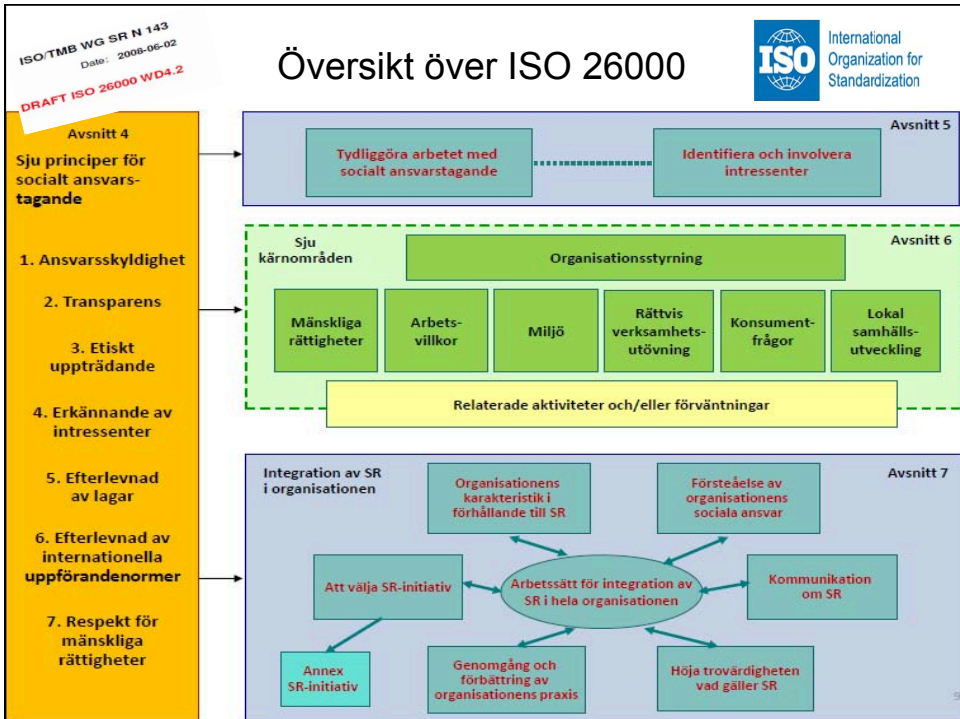 ISO/TMB WG SR N 143
Date: 2008-06-02
DRAFT ISO 26000 WD4.2
Översikt över ISO 26000
ISO
International
Organization for
Standardization
Avsnitt 4
Sju principer för
socialt ansvars-
tagande
1. Ansvarsskyldighet
2. Transparens
3. Etiskt
uppträdande
4. Erkännande av
intressenter
5. Efterlevnad
av lagar
6. Efterlevnad av
internationella
uppförandenormer
7. Respekt för
mänskliga
rättigheter
Avsnitt 5
Tydliggöra arbetet med
socialt ansvarstagande
Identifiera och involvera
intressenter
Avsnitt 6
Sju
kärnområden
Organisationsstyrning
Mänskliga
rättigheter
Arbets-
villkor
Miljö
Rättvis
verksamhets-
utövning
Konsument-
frågor
Lokal
samhälls-
utveckling
Relaterade aktiviteter och/eller förväntningar
Avsnitt 7
Integration av SR
i organisationen
Organisationens
karakteristik i
förhållande till SR
Försteåelse av
organisationens
sociala ansvar
Att välja SR-initiativ
Arbetssätt för integration av
SR i hela organisationen
Kommunikation
om SR
Annex
SR-initiativ
Genomgång och
förbättring av
organisationens praxis
Höja trovärdigheten
vad gäller SR
9